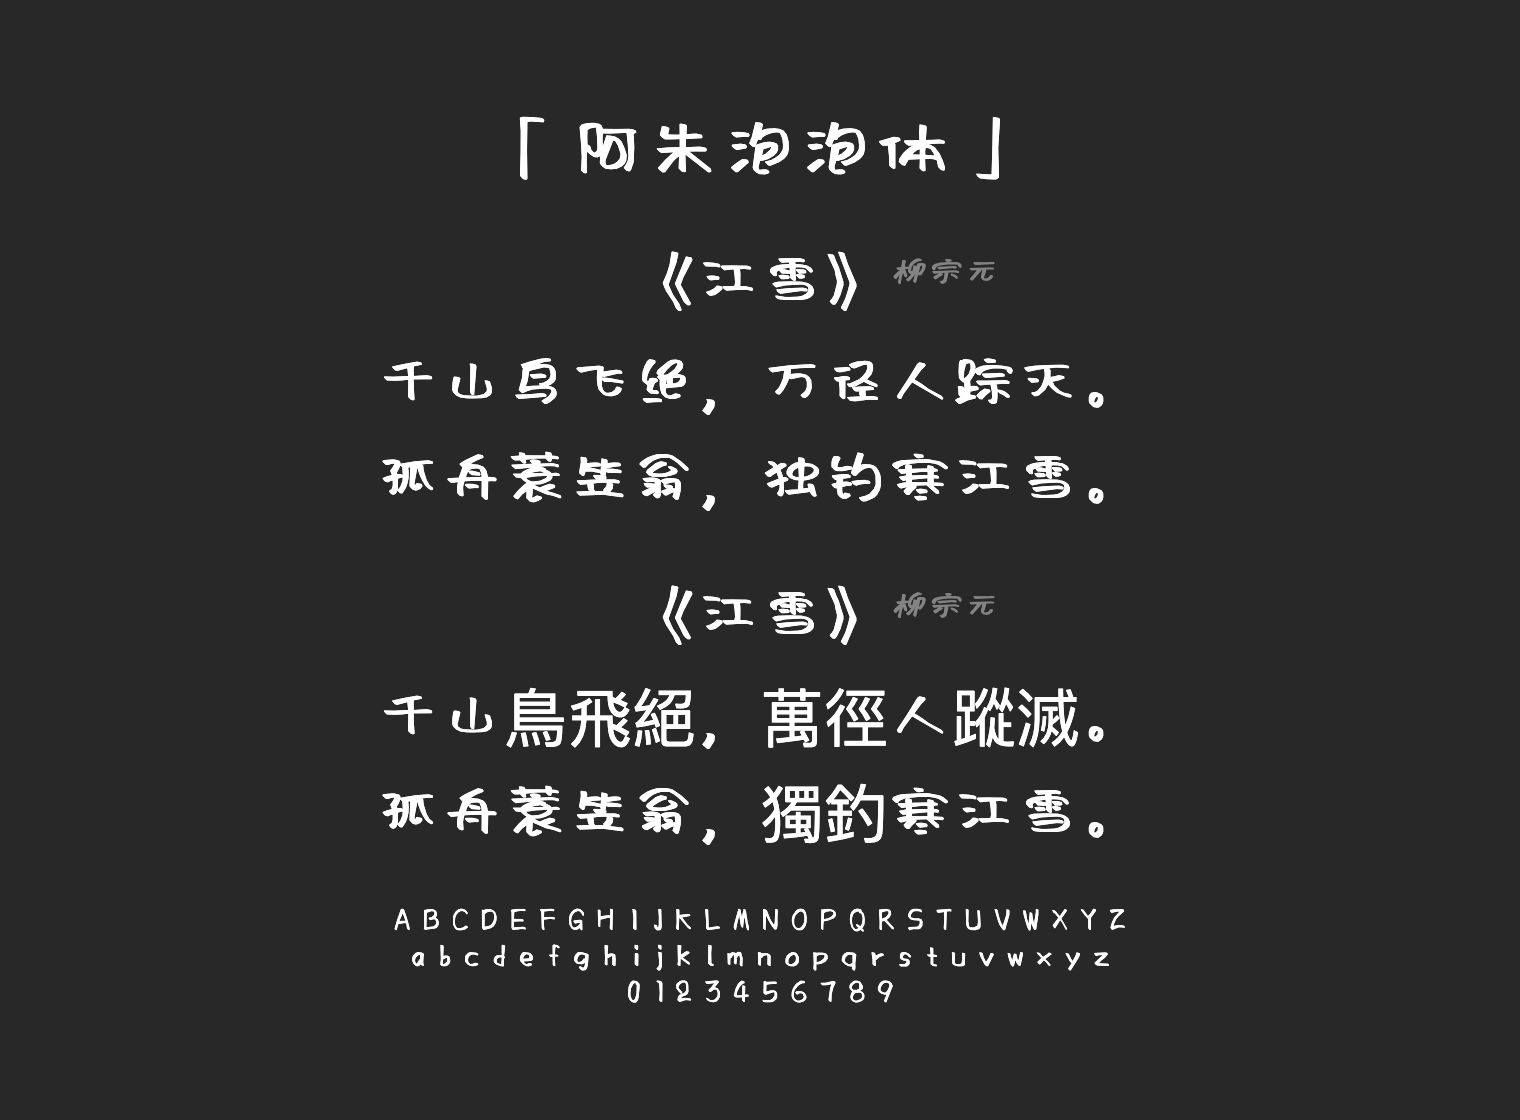 「阿朱泡泡体」
《江雪》 柳宗元
千山鸟飞绝，万径人踪灭。
孤舟蓑笠翁，独钓寒江雪。
《江雪》 柳宗元
千山鳥飛絕，萬徑人蹤滅。
孤舟蓑笠翁，獨釣寒江雪。
ABCDEFGHIJKLMNOPQRSTUVWXYZ
abcdefghijklmnopqrstuvwxyz
0123456789